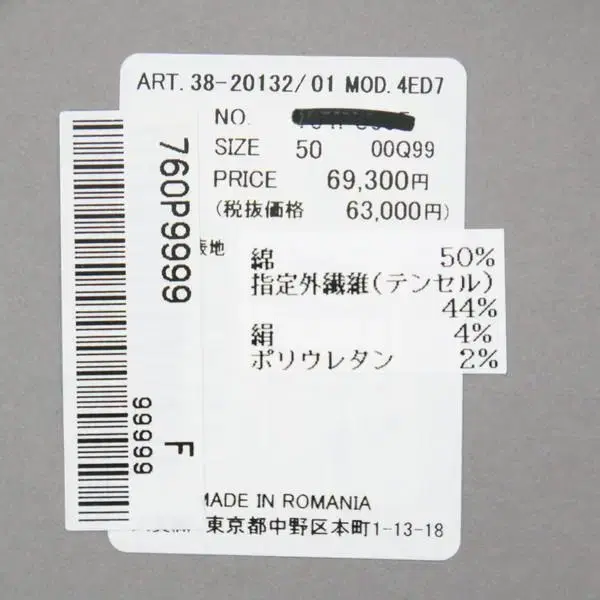 ART. 38-20132/01 MOD. 4ED7
NO.
SIZE 50 00Q99
PRICE 69,300円
(税抜価格 63,000円)
表地
綿 50%
指定外繊維(テンセル)
44%
絹 4%
ポリウレタン 2%
MADE IN ROMANIA
東京都中野区本町1-13-18
760P9999
99999
F